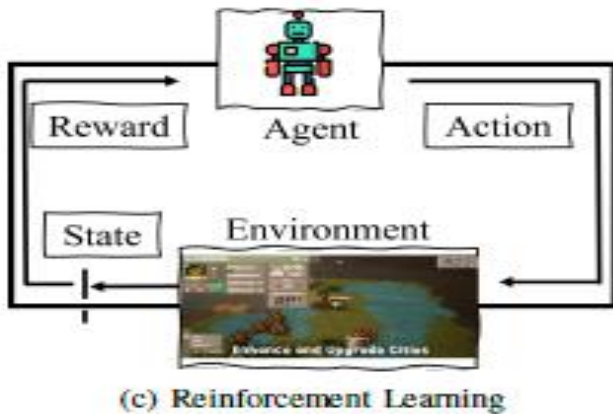 Reward
Agent
Action
State
Environment
Enhance and Upgrade Cities
(c) Reinforcement Learning